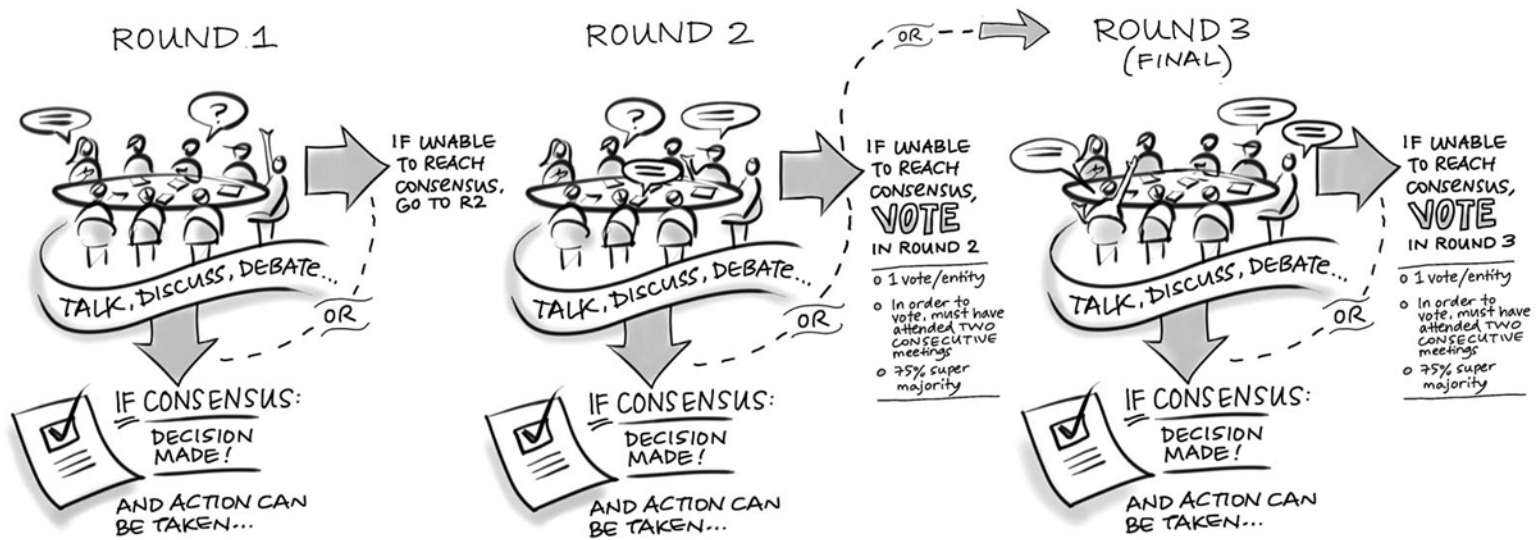 ROUND 1
?
IF UNABLE
TO REACH
CONSENSUS,
GO TO R2
TALK, DISCUSS, DEBATE...
OR
IF CONSENSUS:
DECISION
MADE!
AND ACTION CAN
BE TAKEN...
ROUND 2
?
OR
IF UNABLE
TO REACH
CONSENSUS,
VOTE
IN ROUND 2
1 vote/entity
In order to
vote, must have
attended TWO
CONSECUTIVE
meetings
75% super
majority
TALK, DISCUSS, DEBATE...
OR
IF CONSENSUS:
DECISION
MADE!
AND ACTION CAN
BE TAKEN...
ROUND 3
(FINAL)
IF UNABLE
TO REACH
CONSENSUS,
VOTE
IN ROUND 3
1 vote/entity
In order to
vote, must have
attended TWO
CONSECUTIVE
meetings
75% super
majority
TALK, DISCUSS, DEBATE...
OR
IF CONSENSUS:
DECISION
MADE!
AND ACTION CAN
BE TAKEN...